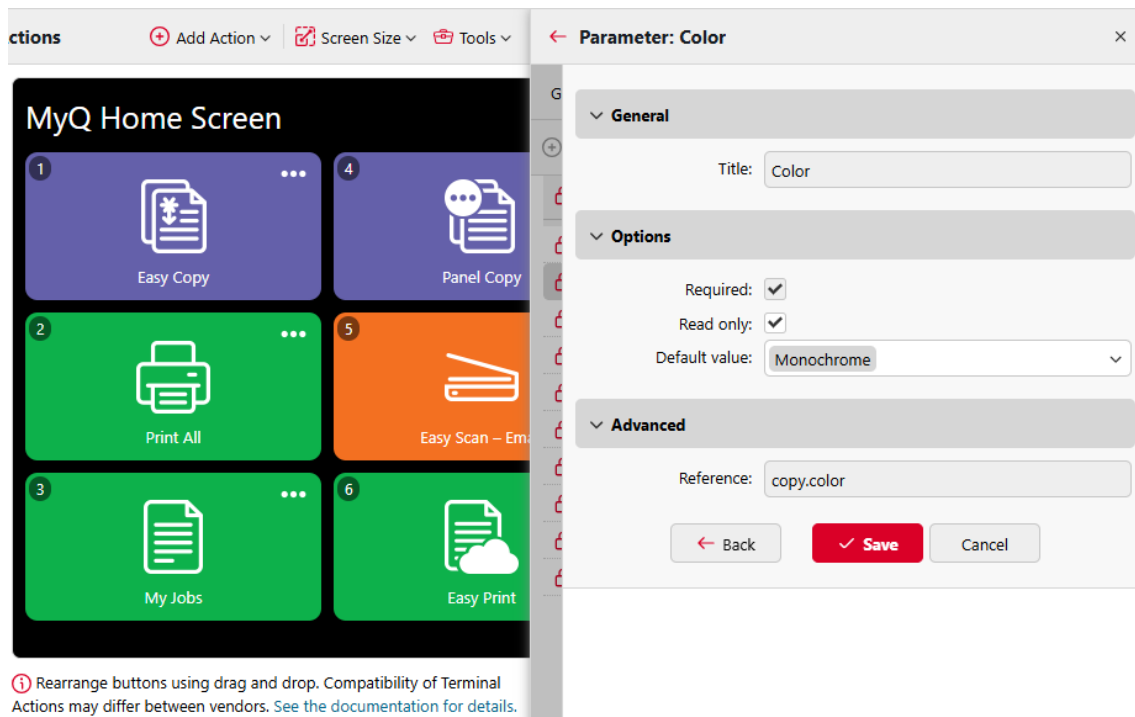 ctions
Add Action
Screen Size
Tools
MyQ Home Screen
1
Easy Copy
4
Panel Copy
2
Print All
5
Easy Scan – Ema
3
My Jobs
6
Easy Print
Rearrange buttons using drag and drop. Compatibility of Terminal
Actions may differ between vendors. See the documentation for details.
Parameter: Color
G
General
Title: Color
Options
Required:
Read only:
Default value: Monochrome
Advanced
Reference: copy.color
Back
Save
Cancel